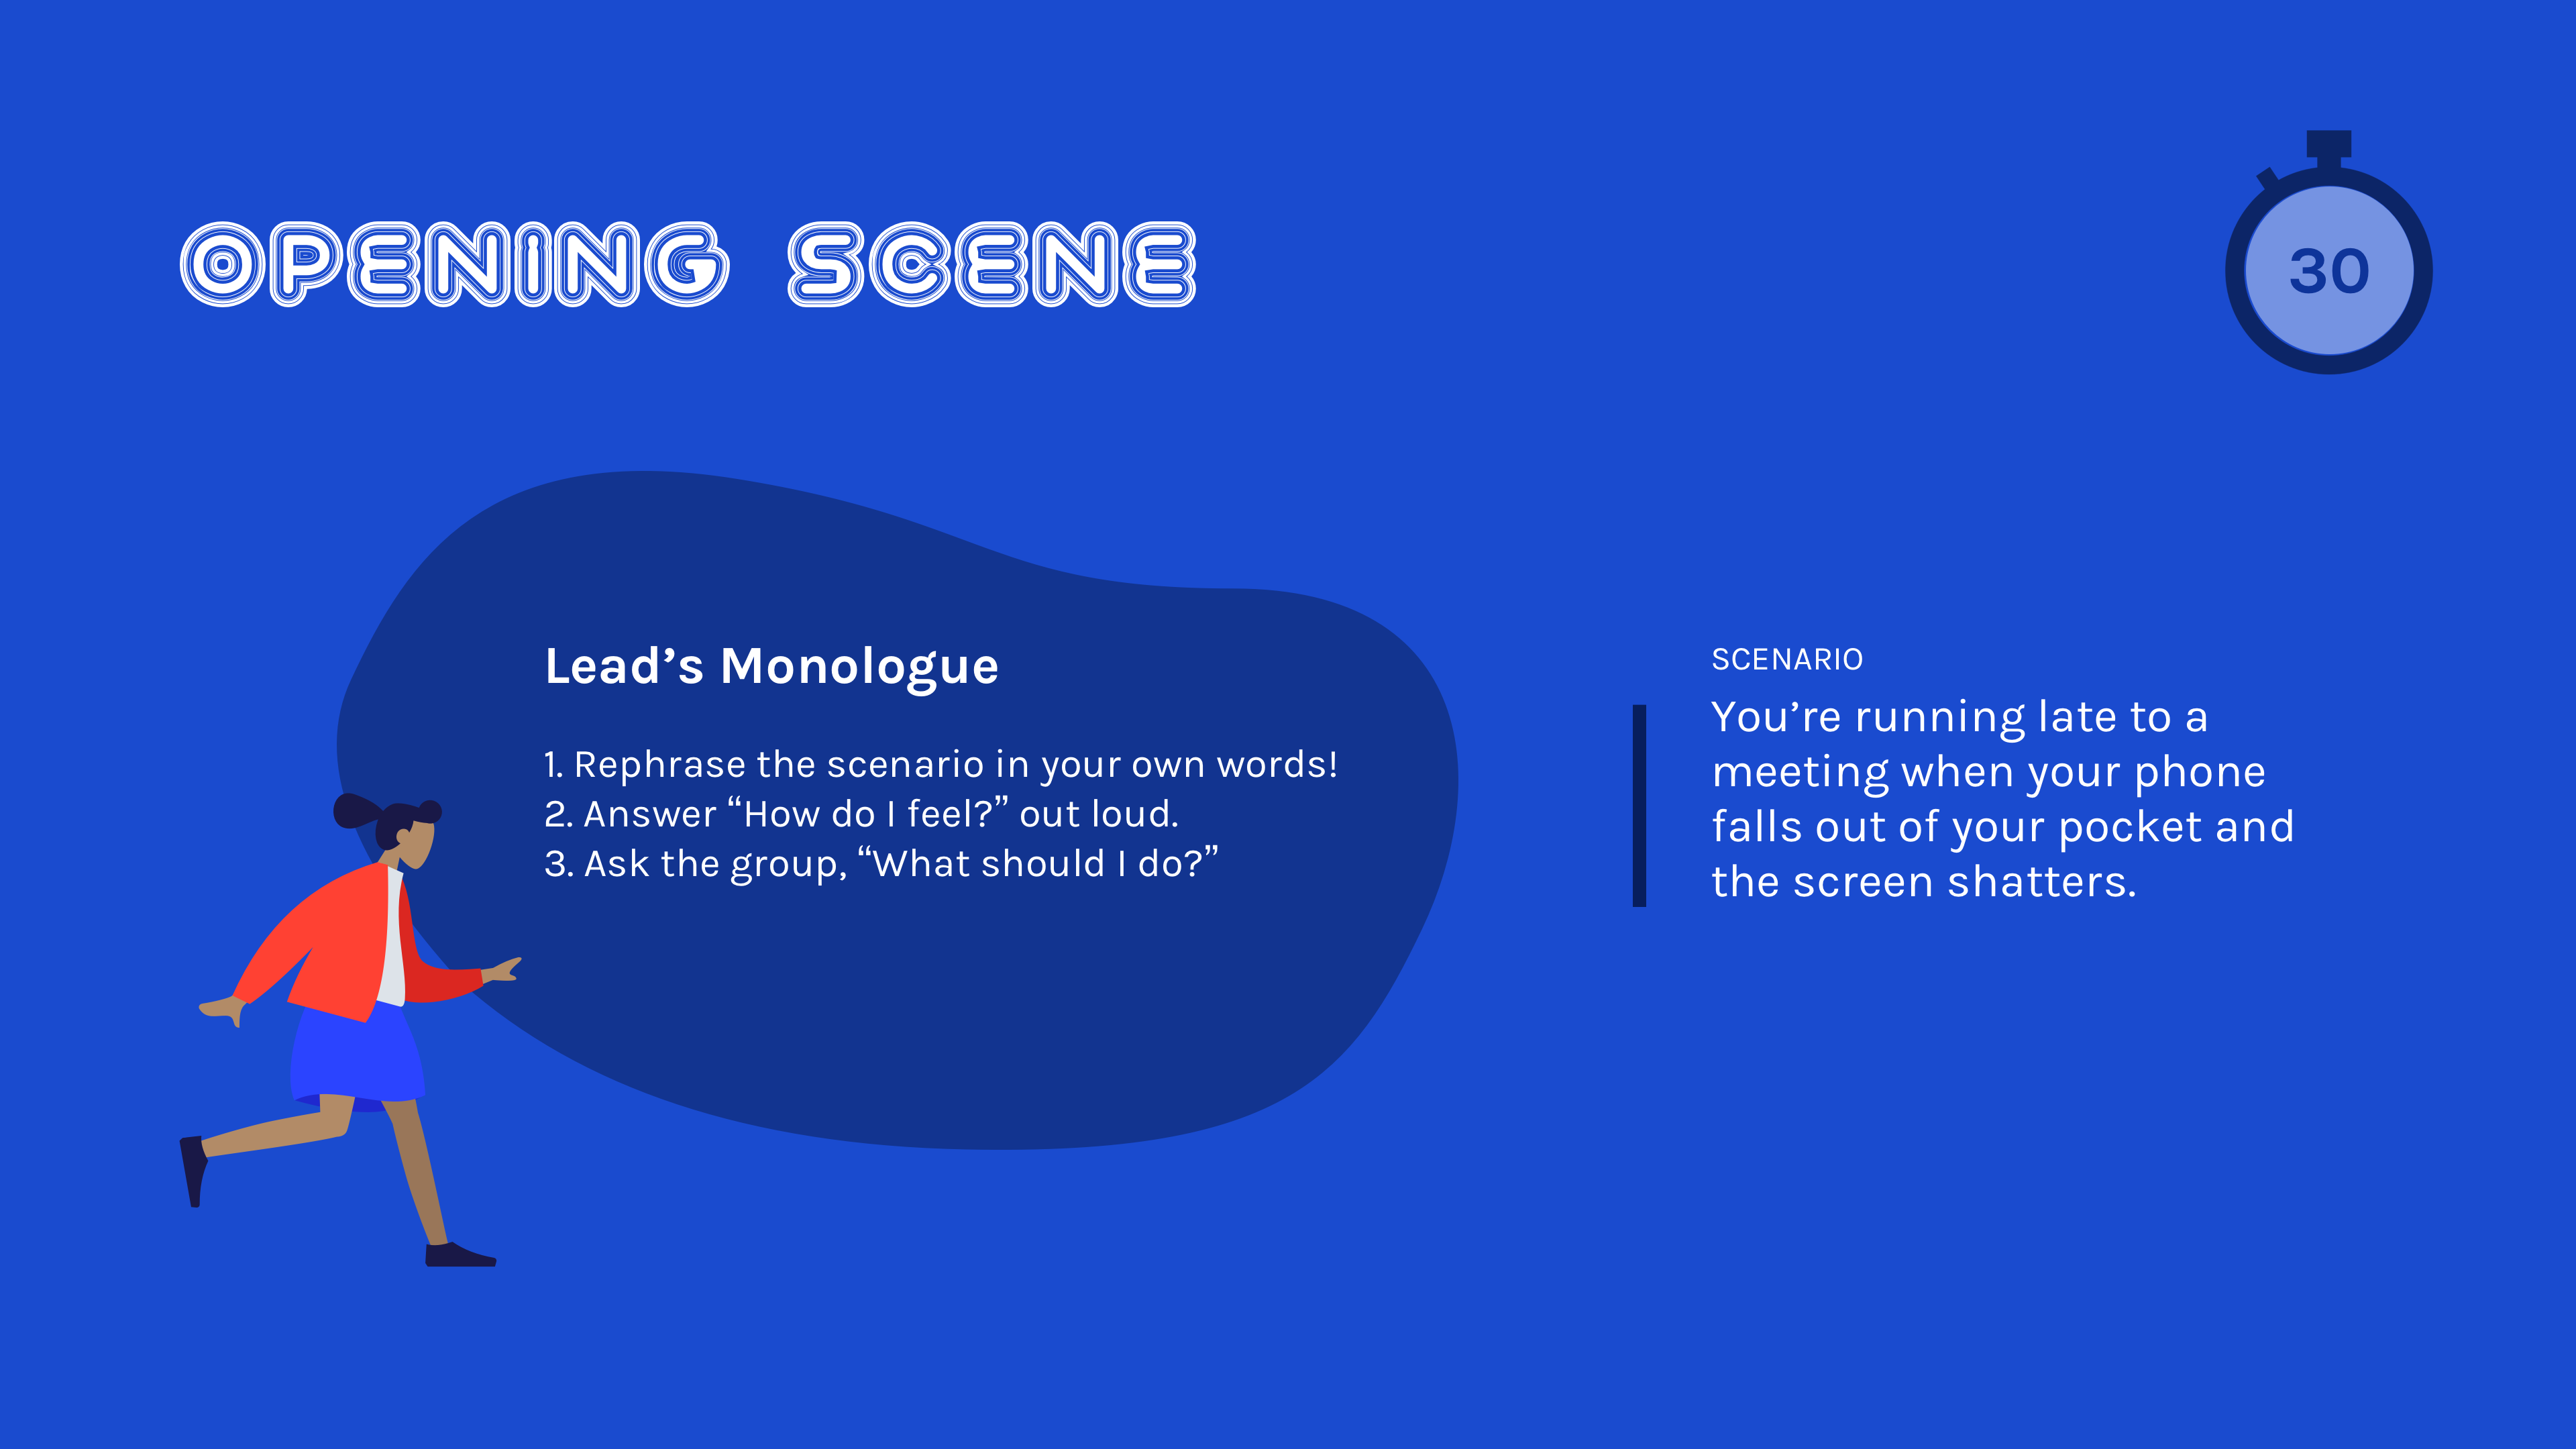 OPENING SCENE
30
Lead’s Monologue
1. Rephrase the scenario in your own words!
2. Answer “How do I feel?” out loud.
3. Ask the group, “What should I do?”
SCENARIO
You’re running late to a
meeting when your phone
falls out of your pocket and
the screen shatters.